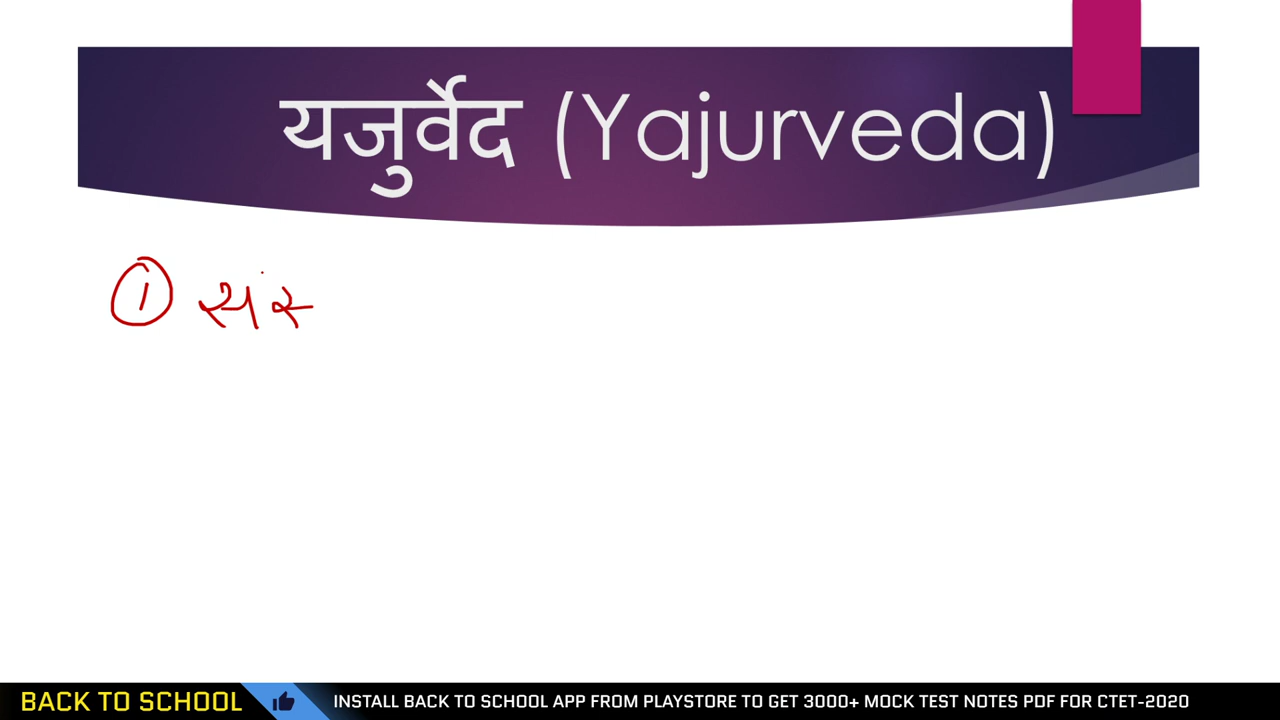 यजुर्वेद (Yajurveda)
① संस
BACK TO SCHOOL INSTALL BACK TO SCHOOL APP FROM PLAYSTORE TO GET 3000+ MOCK TEST NOTES PDF FOR CTET-2020